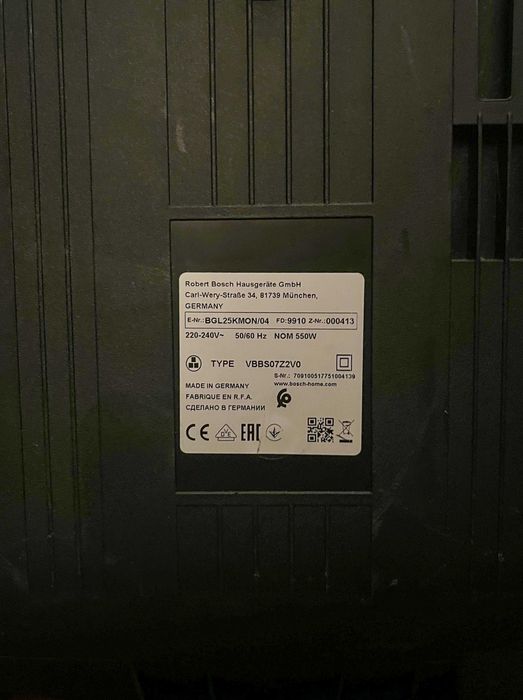 Robert Bosch Hausgeräte GmbH
Carl-Wery-Straße 34, 81739 München,
GERMANY
E-Nr.: BGL25KMON/04 FD: 9910 Z-Nr.: 000413
220-240V~ 50/60 Hz NOM 550W
TYPE VBBS07Z2V0
S-Nr.: 709100517751004139
MADE IN GERMANY www.bosch-home.com
FABRIQUE EN R.F.A.
СДЕЛАНО В ГЕРМАНИИ
CE EAC